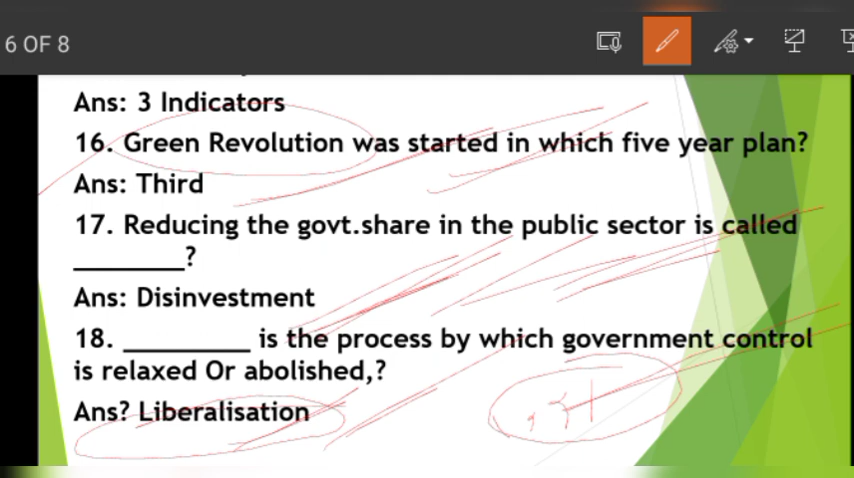 6 OF 8
Ans: 3 Indicators
16. Green Revolution was started in which five year plan?
Ans: Third
17. Reducing the govt.share in the public sector is called
________?
Ans: Disinvestment
18. _________ is the process by which government control
is relaxed Or abolished,?
Ans? Liberalisation